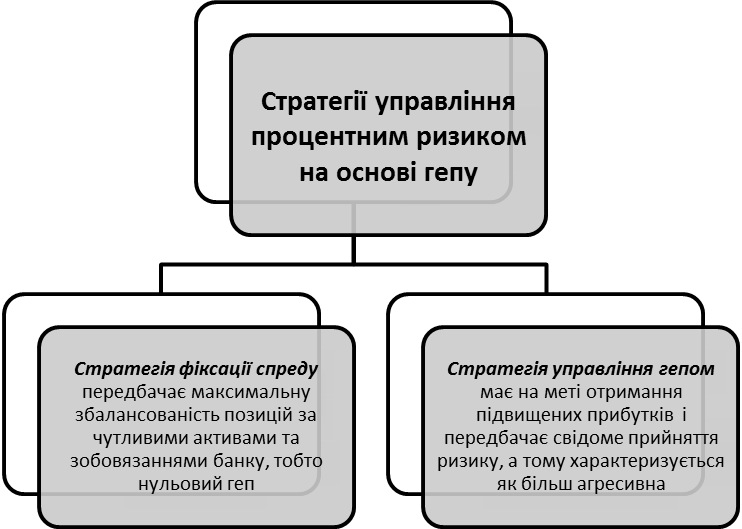 Стратегії управління
процентним ризиком
на основі гепу
Стратегія фіксації спреду
передбачає максимальну
збалансованість позицій за
чутливими активами та
зобовязаннями банку, тобто
нульовий геп
Стратегія управління гепом
має на меті отримання
підвищених прибутків і
передбачає свідоме прийняття
ризику, а тому характеризується
як більш агресивна